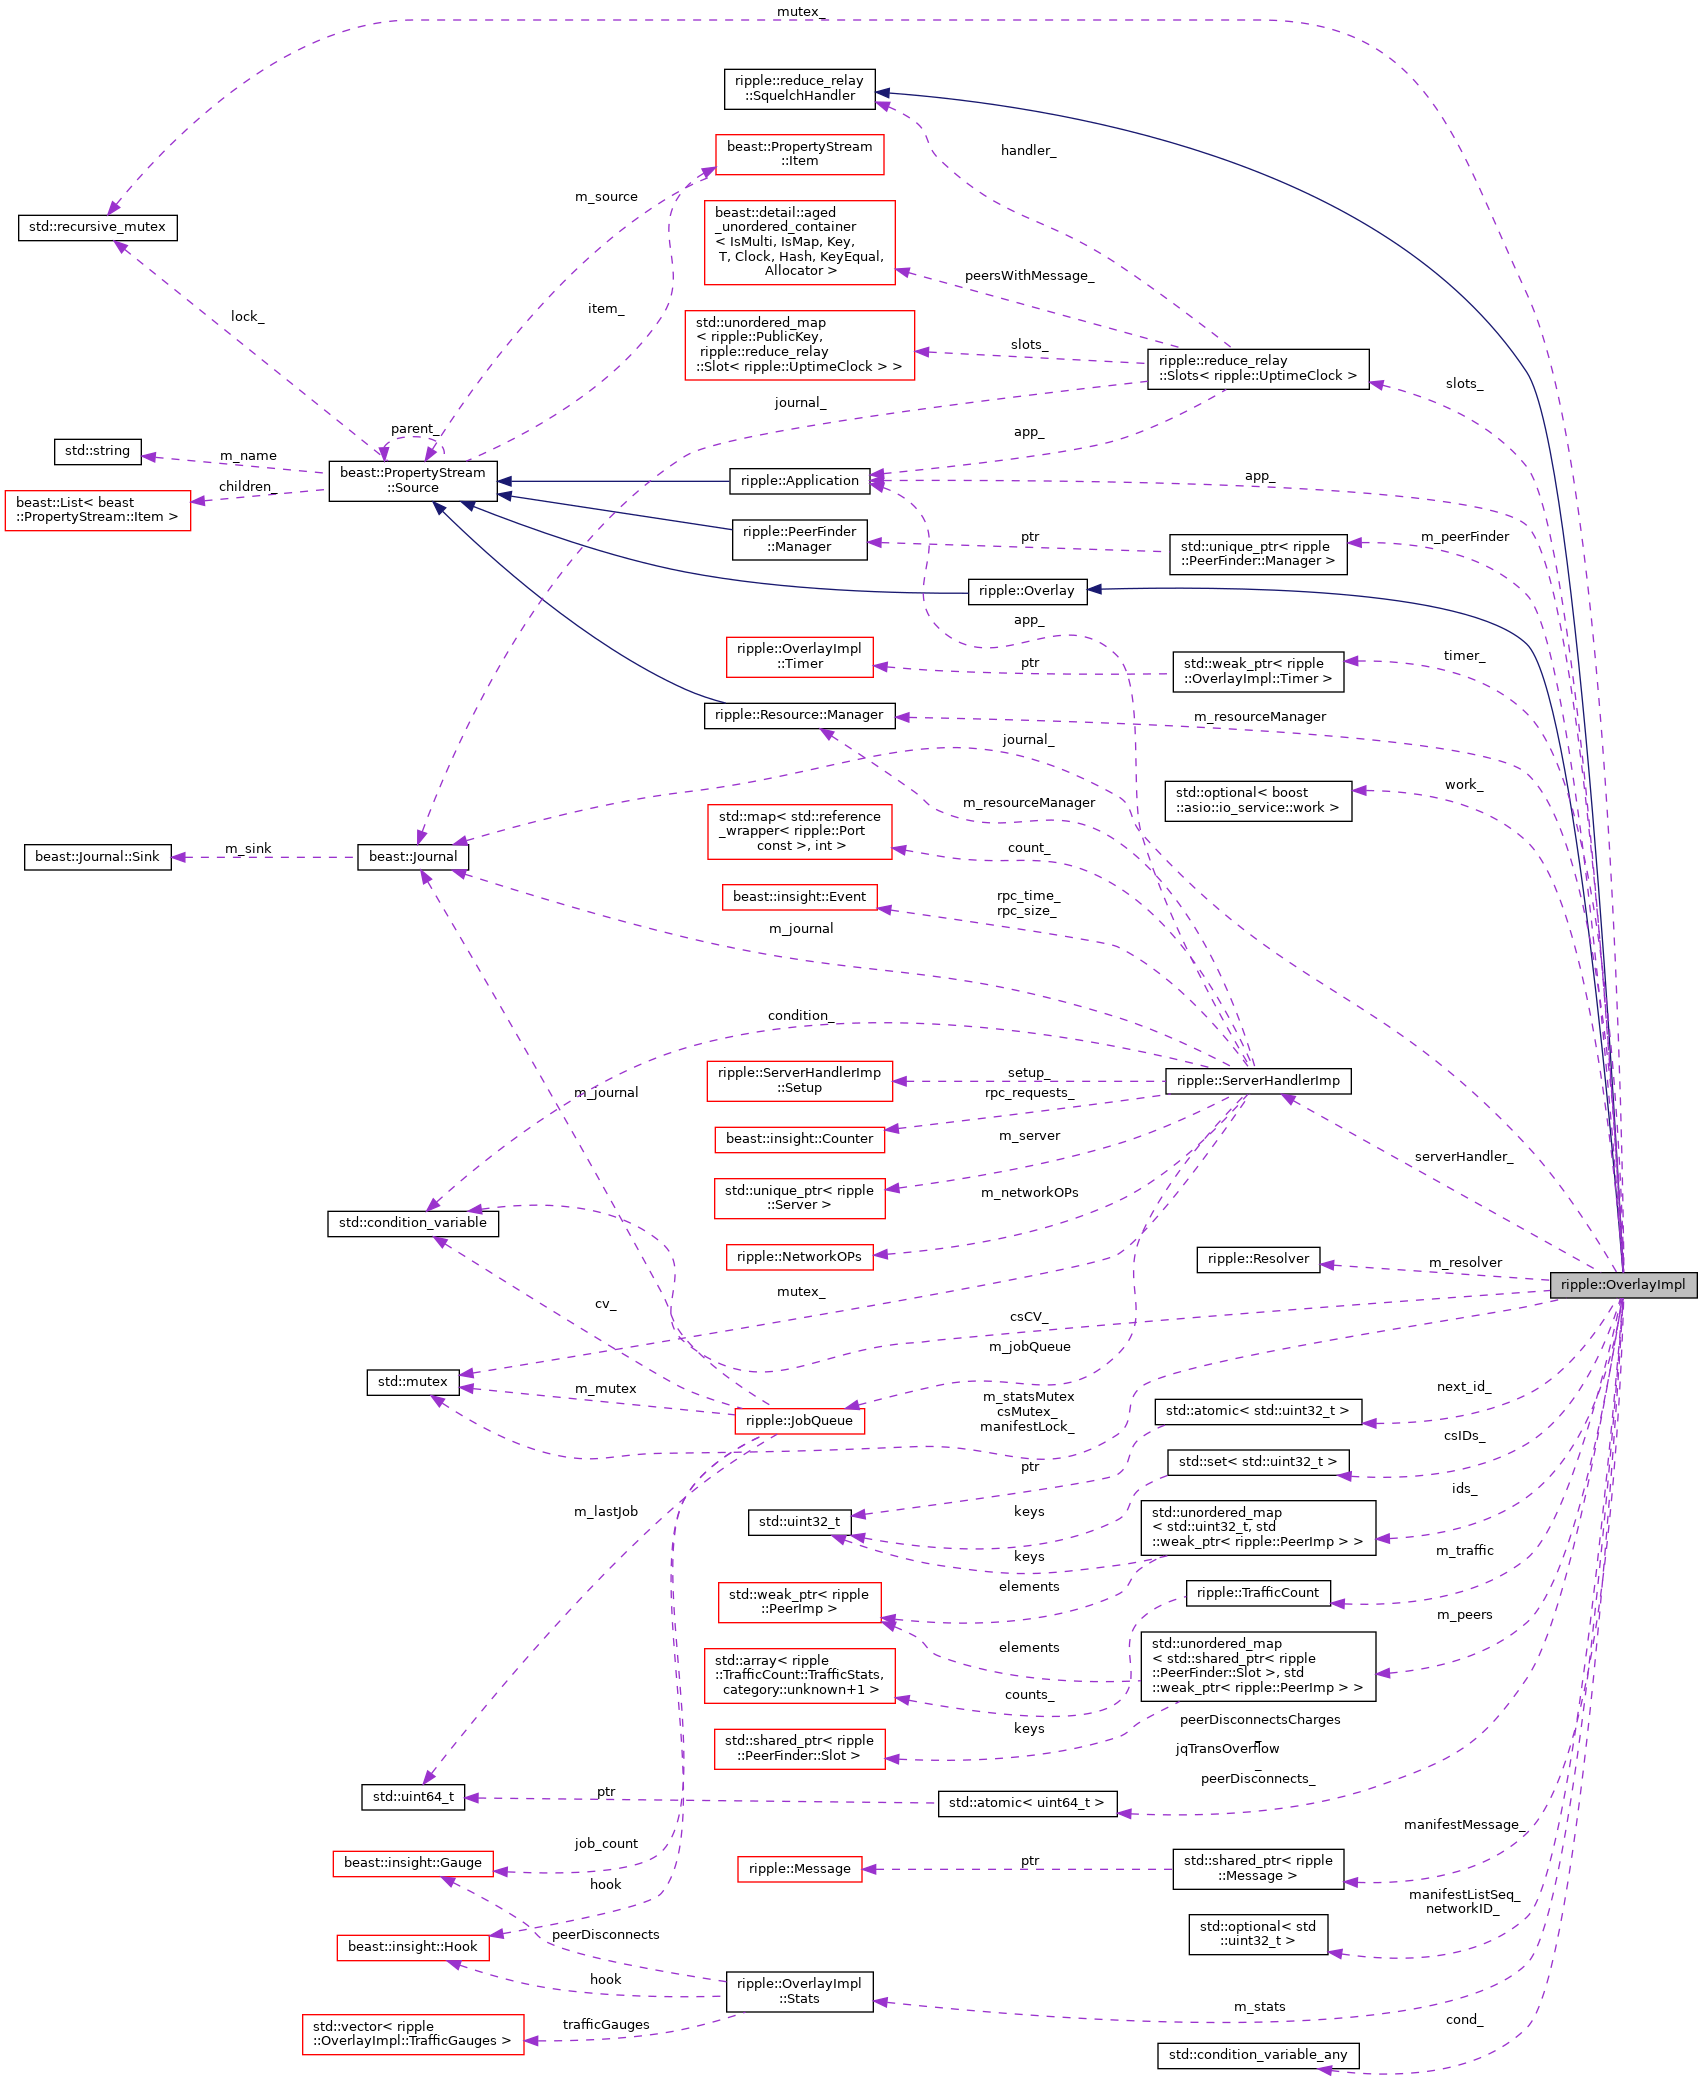 mutex_
ripple::reduce_relay
::SquelchHandler
handler_
beast::PropertyStream
::Item
m_source
beast::detail::aged
_unordered_container
< IsMulti, IsMap, Key,
T, Clock, Hash, KeyEqual,
Allocator >
std::recursive_mutex
peersWithMessage_
item_
lock_
std::unordered_map
< ripple::PublicKey,
ripple::reduce_relay
::Slot< ripple::UptimeClock > >
slots_
ripple::reduce_relay
::Slots< ripple::UptimeClock >
slots_
journal_
parent_
app_
std::string
m_name
beast::PropertyStream
::Source
ripple::Application
app_
children_
beast::List< beast
::PropertyStream::Item >
ripple::PeerFinder
::Manager
ptr
std::unique_ptr< ripple
::PeerFinder::Manager >
m_peerFinder
ripple::Overlay
app_
ripple::OverlayImpl
::Timer
ptr
std::weak_ptr< ripple
::OverlayImpl::Timer >
timer_
ripple::Resource::Manager
m_resourceManager
journal_
std::optional< boost
::asio::io_service::work >
work_
m_resourceManager
std::map< std::reference
_wrapper< ripple::Port
const >, int >
count_
beast::Journal::Sink
m_sink
beast::Journal
beast::insight::Event
rpc_time_
rpc_size_
m_journal
condition_
ripple::ServerHandlerImp
::Setup
setup_
ripple::ServerHandlerImp
m_journal
rpc_requests_
beast::insight::Counter
m_server
serverHandler_
std::unique_ptr< ripple
::Server >
m_networkOPs
std::condition_variable
ripple::NetworkOPs
ripple::Resolver
m_resolver
ripple::OverlayImpl
mutex_
cv_
csCV_
m_jobQueue
std::mutex
m_mutex
m_statsMutex
csMutex_
manifestLock_
next_id_
std::atomic< std::uint32_t >
ripple::JobQueue
csIDs_
std::set< std::uint32_t >
ptr
ids_
m_lastJob
keys
std::uint32_t
std::unordered_map
< std::uint32_t, std
::weak_ptr< ripple::PeerImp > >
keys
m_traffic
elements
std::weak_ptr< ripple
::PeerImp >
ripple::TrafficCount
m_peers
elements
std::unordered_map
< std::shared_ptr< ripple
::PeerFinder::Slot >, std
::weak_ptr< ripple::PeerImp > >
std::array< ripple
::TrafficCount::TrafficStats,
category::unknown+1 >
counts_
keys
std::shared_ptr< ripple
::PeerFinder::Slot >
peerDisconnectsCharges
_
jqTransOverflow
_
peerDisconnects_
std::uint64_t
ptr
std::atomic< uint64_t >
manifestMessage_
job_count
beast::insight::Gauge
ripple::Message
ptr
std::shared_ptr< ripple
::Message >
hook
manifestListSeq_
networkID_
std::optional< std
::uint32_t >
peerDisconnects
beast::insight::Hook
hook
ripple::OverlayImpl
::Stats
m_stats
trafficGauges
std::vector< ripple
::OverlayImpl::TrafficGauges >
cond_
std::condition_variable_any